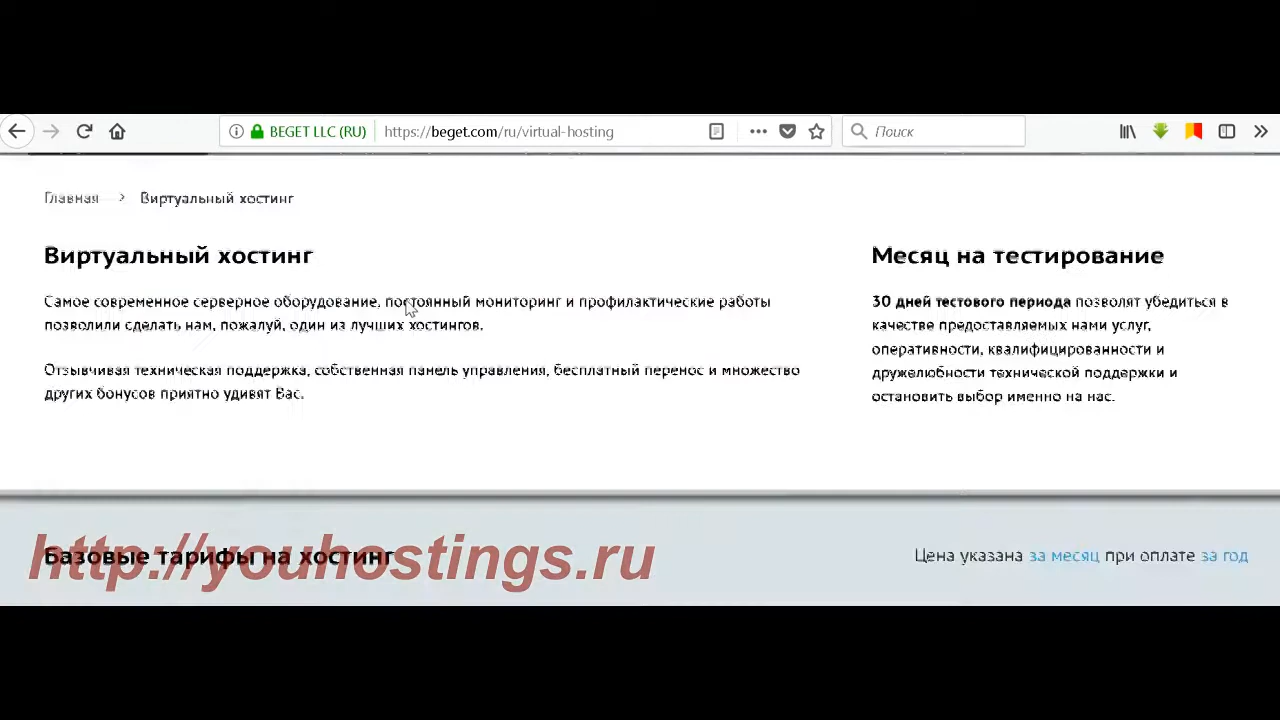 BEGET LLC (RU)
https://beget.com/ru/virtual-hosting
Поиск
Главная > Виртуальный хостинг
Виртуальный хостинг
Самое современное серверное оборудование, постоянный мониторинг и профилактические работы
позволили сделать нам, пожалуй, один из лучших хостингов.
Отзывчивая техническая поддержка, собственная панель управления, бесплатный перенос и множество
других бонусов приятно удивят Вас.
Месяц на тестирование
30 дней тестового периода позволят убедиться в
качестве предоставляемых нами услуг,
оперативности, квалифицированности и
дружелюбности технической поддержки и
остановить выбор именно на нас.
Базовые тарифы на хостинг
http://youhostings.ru
Цена указана за месяц при оплате за год